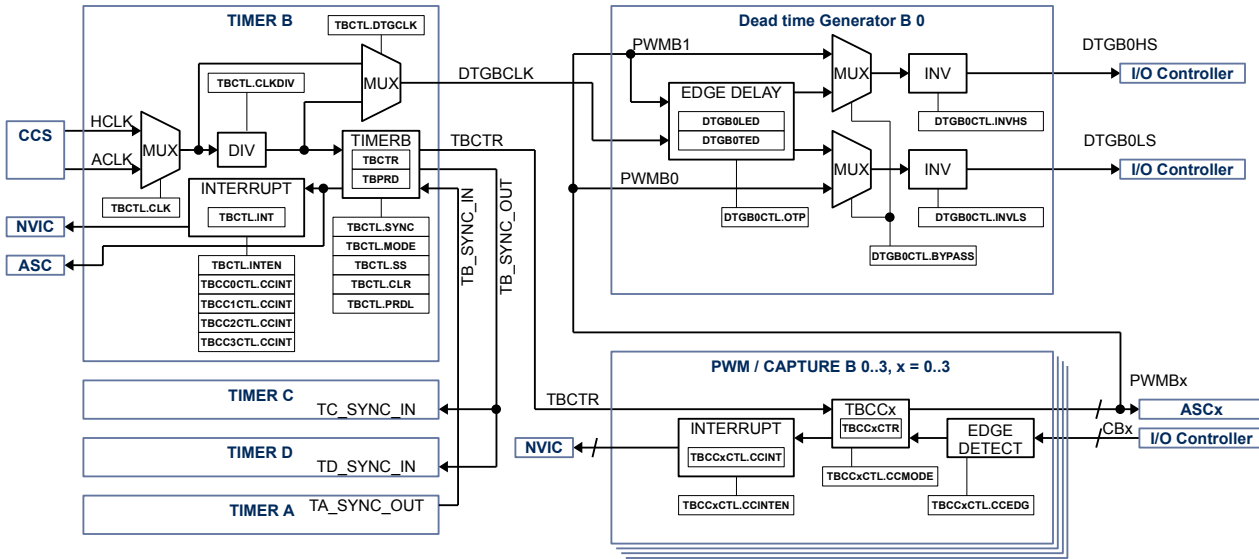 TIMER B
TBCTL.DTGCLK
MUX
TBCTL.CLKDIV
DTGBCLK
CCS
HCLK
ACLK
MUX
DIV
TIMERB
TBCTR
TBPRD
TBCTR
TBCTL.CLK
INTERRUPT
TBCTL.INT
NVIC
ASC
TBCTL.INTEN
TBCC0CTL.CCINT
TBCC1CTL.CCINT
TBCC2CTL.CCINT
TBCC3CTL.CCINT
TBCTL.SYNC
TBCTL.MODE
TBCTL.SS
TBCTL.CLR
TBCTL.PRDL
TB_SYNC_IN
TB_SYNC_OUT
Dead time Generator B 0
PWMB1
EDGE DELAY
DTGB0LED
DTGB0TED
PWMB0
DTGB0CTL.OTP
MUX
INV
DTGB0CTL.INVHS
DTGB0HS
I/O Controller
MUX
INV
DTGB0CTL.INVLS
DTGB0LS
I/O Controller
DTGB0CTL.BYPASS
TIMER C
TC_SYNC_IN
TIMER D
TD_SYNC_IN
TIMER A
TA_SYNC_OUT
PWM / CAPTURE B 0..3, x = 0..3
TBCTR
TBCCx
TBCCxCTR
PWMBx
ASCx
NVIC
INTERRUPT
TBCCxCTL.CCINT
TBCCxCTL.CCINTEN
TBCCxCTL.CCMODE
EDGE
DETECT
TBCCxCTL.CCEDG
CBx
I/O Controller